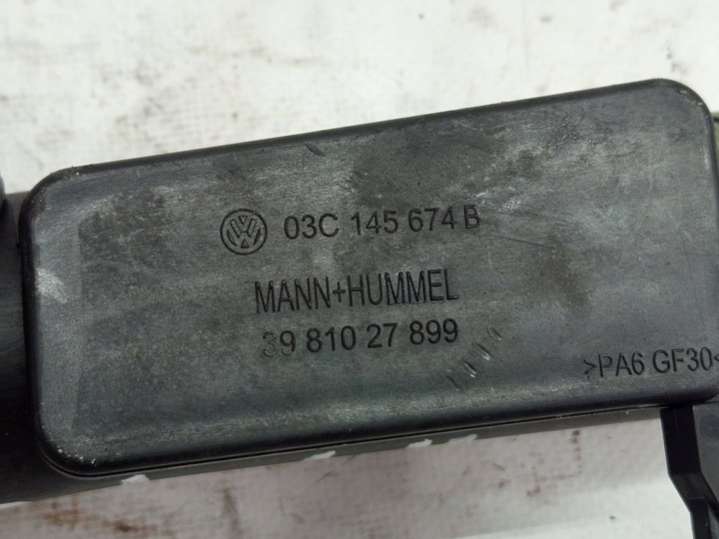 03C 145 674 B
MANN+HUMMEL
39 810 27 899
>PA6 GF30<